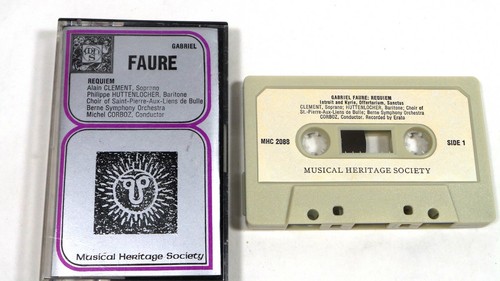 GABRIEL
FAURE
REQUIEM
Alain CLEMENT, Soprano
Philippe HUTTENLOCHER, Baritone
Choir of Saint-Pierre-Aux-Liens de Bulle
Berne Symphony Orchestra
Michel CORBOZ, Conductor
Musical Heritage Society
GABRIEL FAURE: REQUIEM
Introit and Kyrie, Offertorium, Sanctus
CLEMENT, Soprano; HUTTENLOCHER, Baritone; Choir of
St.-Pierre-Aux-Liens de Bulle; Berne Symphony Orchestra
CORBOZ, Conductor. Recorded by Erato
MHC 2088
SIDE 1
MUSICAL HERITAGE SOCIETY